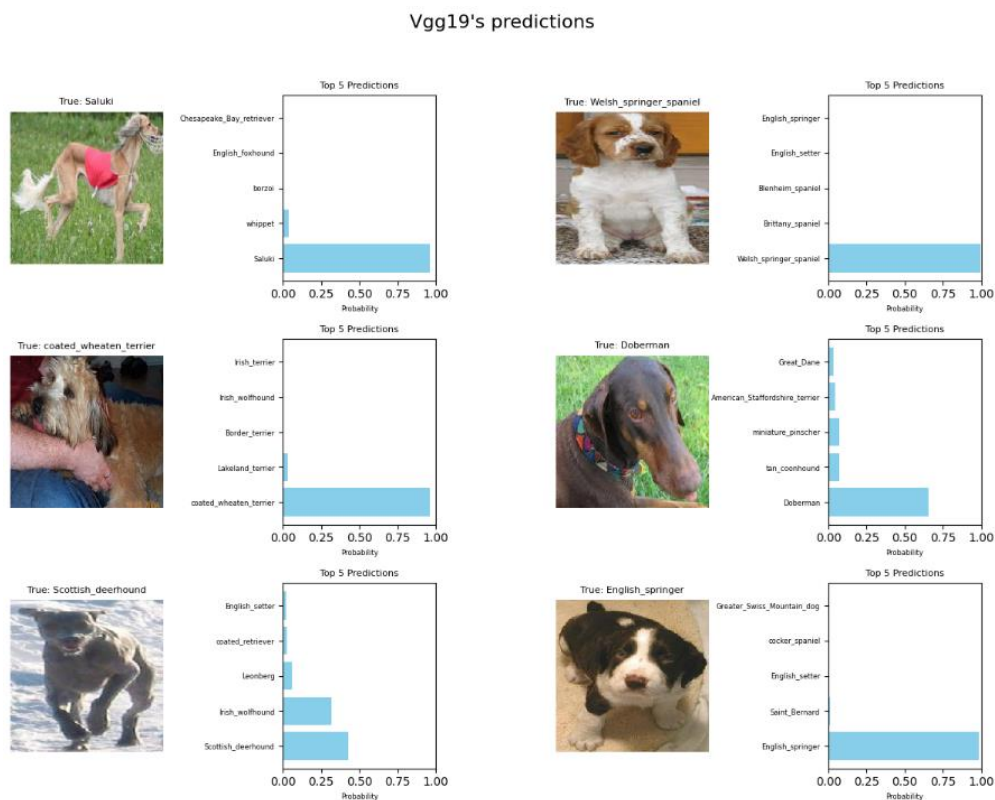 Vgg19's predictions
True: Saluki
Top 5 Predictions
Chesapeake_Bay_retriever
English_foxhound
borzoi
whippet
Saluki
0.00 0.25 0.50 0.75 1.00
Probability
True: Welsh_springer_spaniel
Top 5 Predictions
English_springer
English_setter
Blenheim_spaniel
Brittany_spaniel
Welsh_springer_spaniel
0.00 0.25 0.50 0.75 1.00
Probability
True: coated_wheaten_terrier
Top 5 Predictions
Irish_terrier
Irish_wolfhound
Border_terrier
Lakeland_terrier
coated_wheaten_terrier
0.00 0.25 0.50 0.75 1.00
Probability
True: Doberman
Top 5 Predictions
Great_Dane
American_Staffordshire_terrier
miniature_pinscher
tan_coonhound
Doberman
0.00 0.25 0.50 0.75 1.00
Probability
True: Scottish_deerhound
Top 5 Predictions
English_setter
coated_retriever
Leonberg
Irish_wolfhound
Scottish_deerhound
0.00 0.25 0.50 0.75 1.00
Probability
True: English_springer
Top 5 Predictions
Greater_Swiss_Mountain_dog
cocker_spaniel
English_setter
Saint_Bernard
English_springer
0.00 0.25 0.50 0.75 1.00
Probability